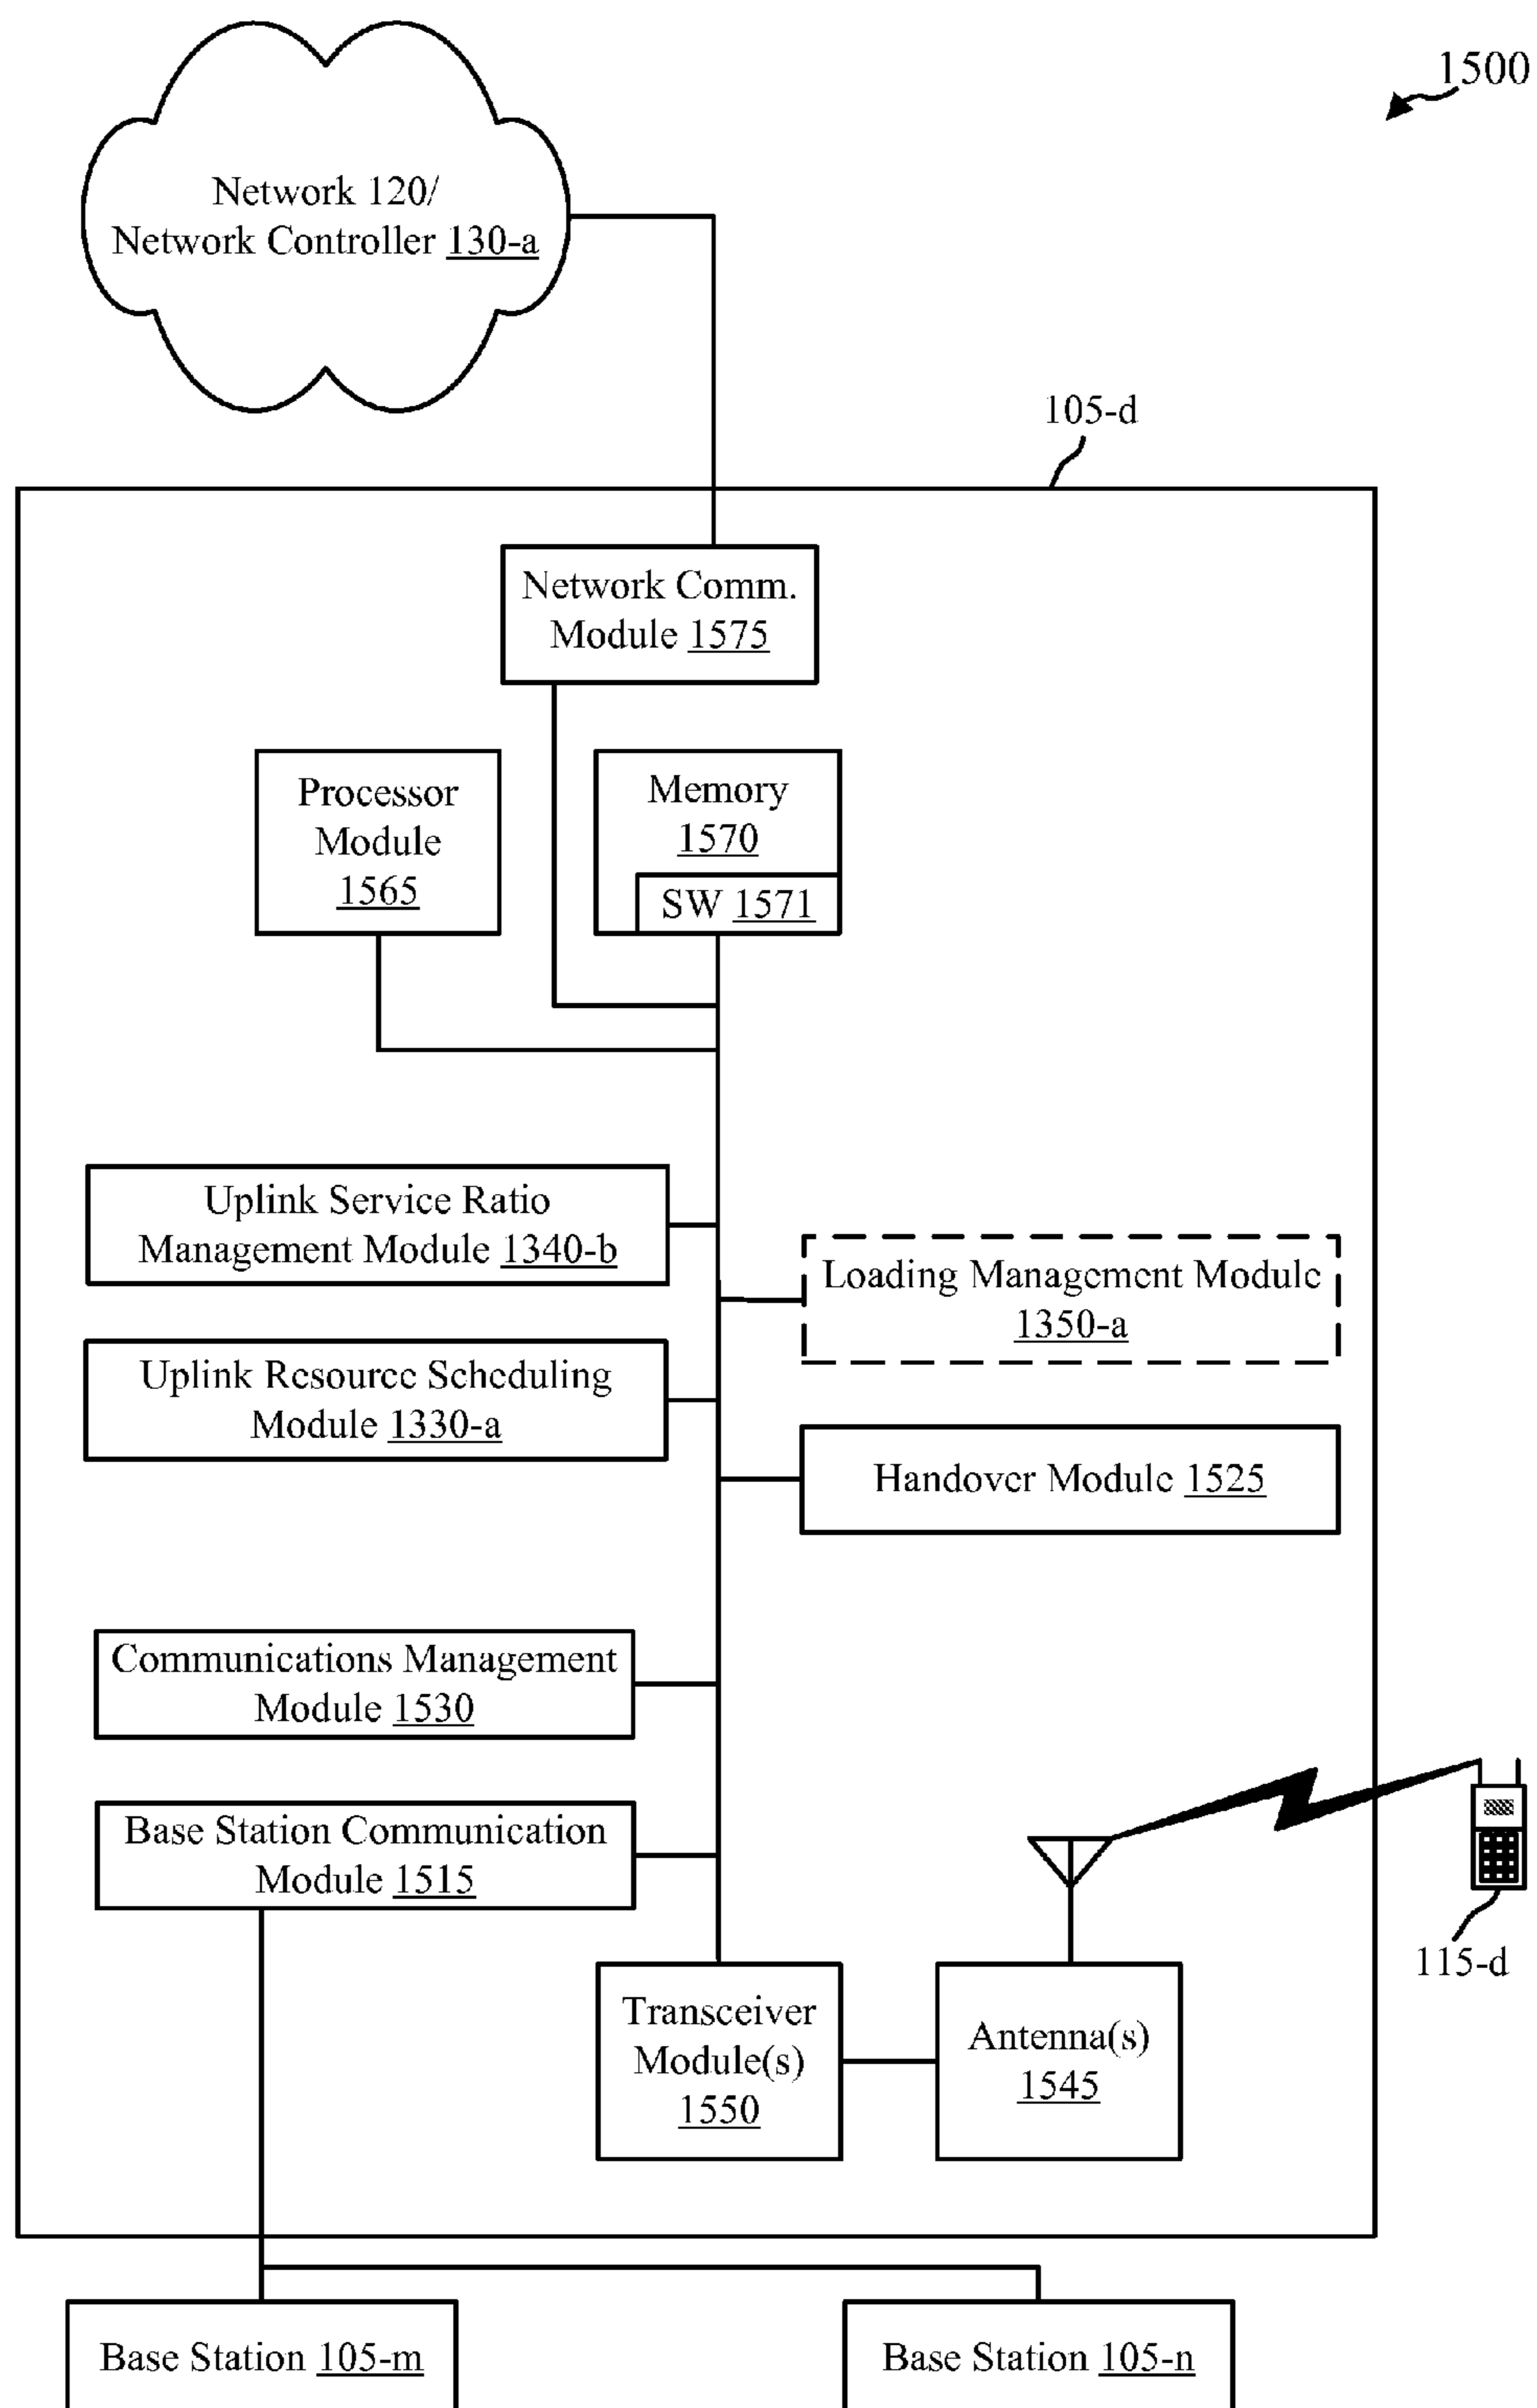 1500
Network 120/
Network Controller 130-a
105-d
Network Comm.
Module 1575
Processor
Module
1565
Memory
1570
SW 1571
Uplink Service Ratio
Management Module 1340-b
Loading Management Module
1350-a
Uplink Resource Scheduling
Module 1330-a
Handover Module 1525
Communications Management
Module 1530
Base Station Communication
Module 1515
115-d
Transceiver
Module(s)
1550
Antenna(s)
1545
Base Station 105-m
Base Station 105-n